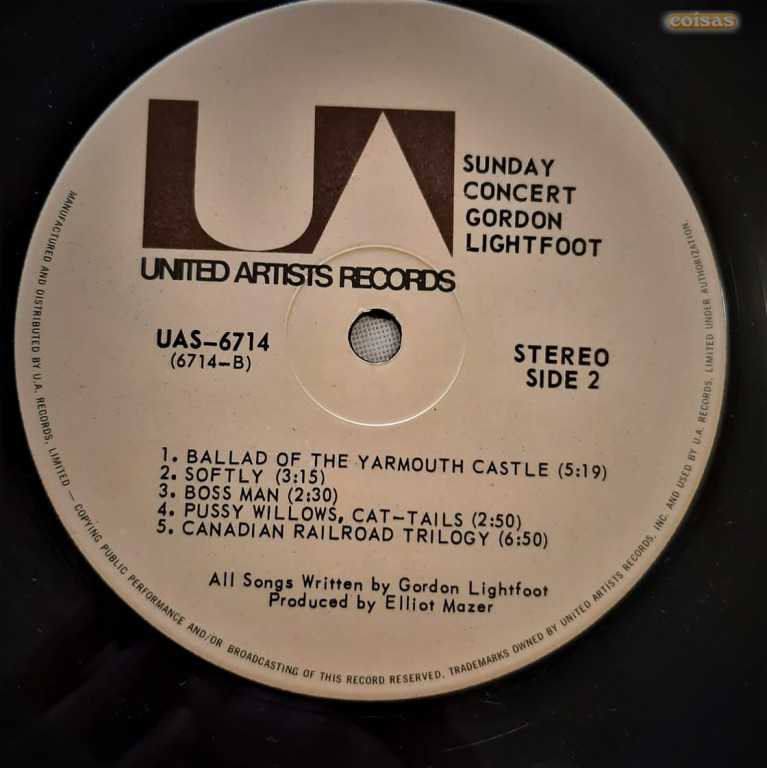 coisas
UA
SUNDAY
CONCERT
GORDON
LIGHTFOOT
UNITED ARTISTS RECORDS
UAS-6714
(6714-B)
STEREO
SIDE 2
1. BALLAD OF THE YARMOUTH CASTLE (5:19)
2. SOFTLY (3:15)
3. BOSS MAN (2:30)
4. PUSSY WILLOWS, CAT-TAILS (2:50)
5. CANADIAN RAILROAD TRILOGY (6:50)
All Songs Written by Gordon Lightfoot
Produced by Elliot Mazer
MANUFACTURED AND DISTRIBUTED BY U.A. RECORDS, LIMITED — COPYING PUBLIC PERFORMANCE AND/OR BROADCASTING OF THIS RECORD RESERVED. TRADEMARKS OWNED BY UNITED ARTISTS RECORDS, INC. AND USED BY U.A. RECORDS, LIMITED UNDER AUTHORIZATION.